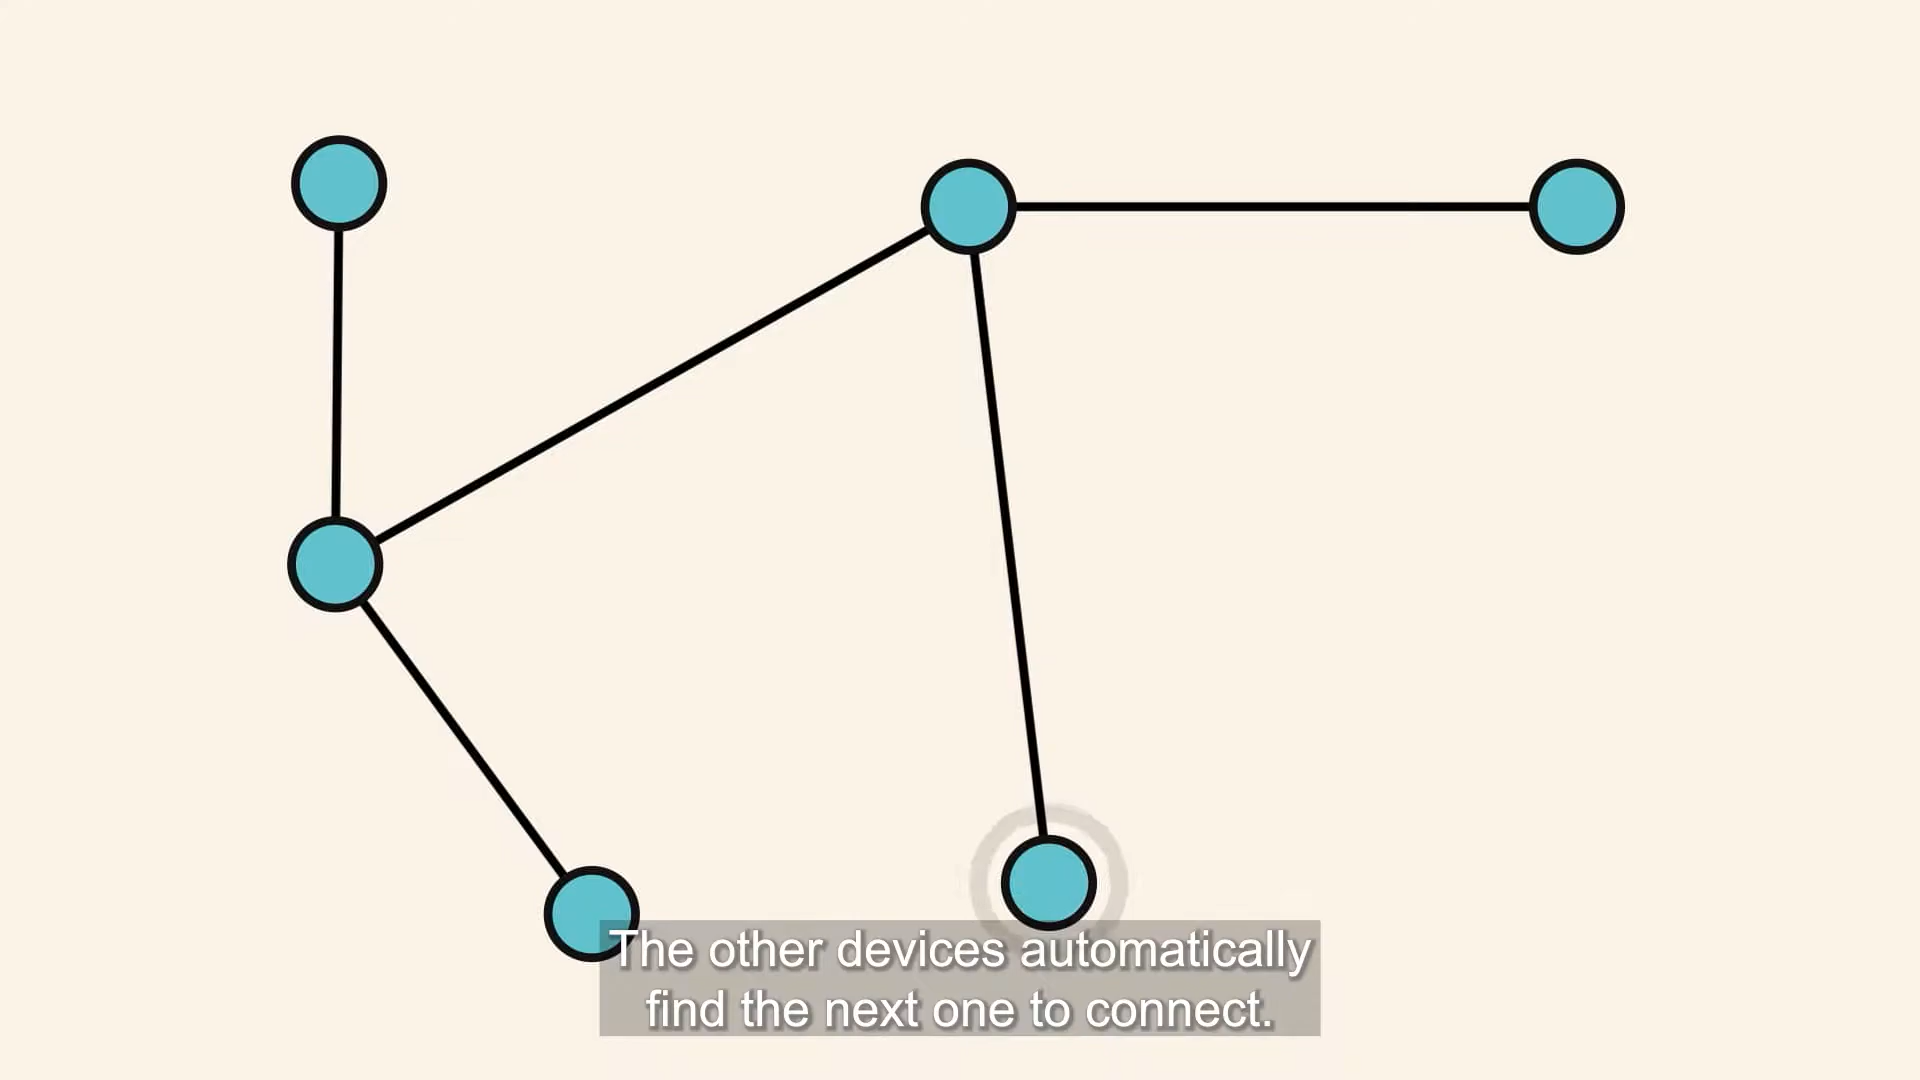 The other devices automatically
find the next one to connect.